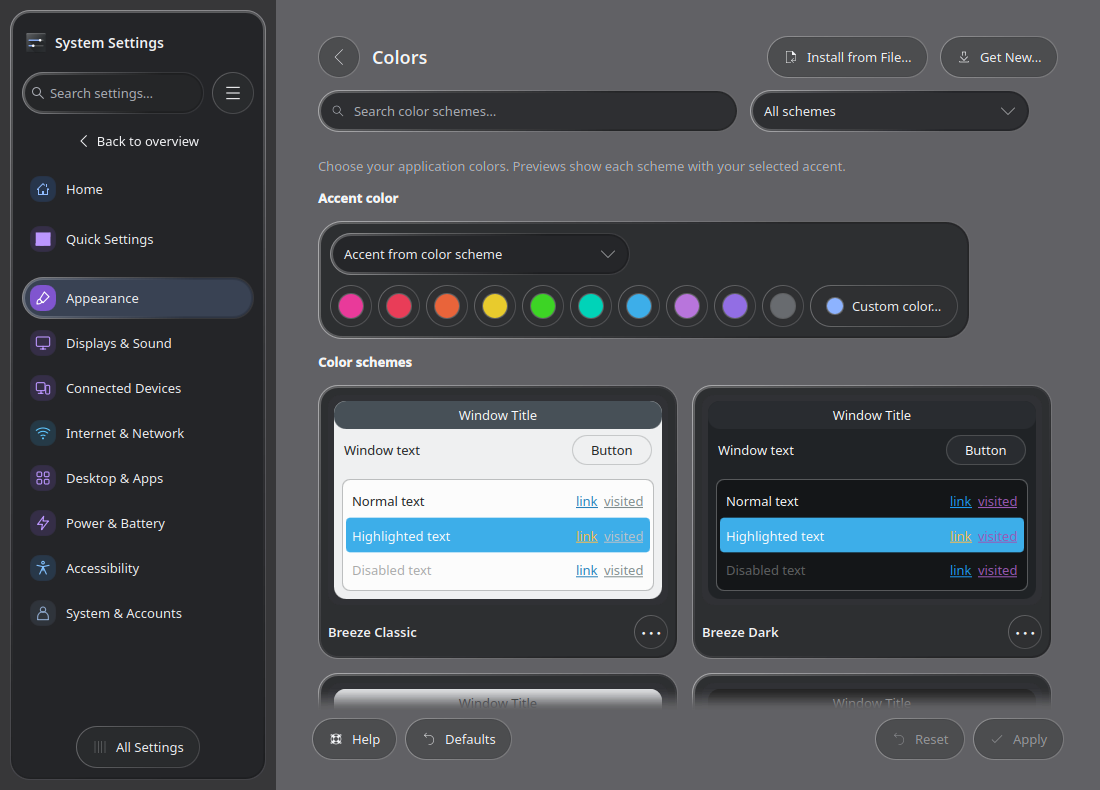 System Settings
Search settings...
Back to overview
Home
Quick Settings
Appearance
Displays & Sound
Connected Devices
Internet & Network
Desktop & Apps
Power & Battery
Accessibility
System & Accounts
All Settings
Colors
Install from File...
Get New...
Search color schemes...
All schemes
Choose your application colors. Previews show each scheme with your selected accent.
Accent color
Accent from color scheme
Custom color...
Color schemes
Window Title
Window text
Button
Normal text link visited
Highlighted text link visited
Disabled text link visited
Breeze Classic
Window Title
Window text
Button
Normal text link visited
Highlighted text link visited
Disabled text link visited
Breeze Dark
Window Title
Window Title
Help
Defaults
Reset
Apply